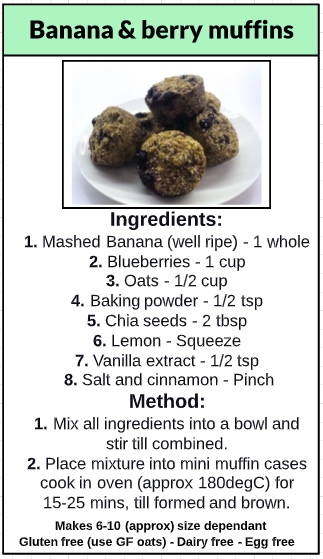 Banana & berry muffins
Ingredients:
1. Mashed Banana (well ripe) - 1 whole
2. Blueberries - 1 cup
3. Oats - 1/2 cup
4. Baking powder - 1/2 tsp
5. Chia seeds - 2 tbsp
6. Lemon - Squeeze
7. Vanilla extract - 1/2 tsp
8. Salt and cinnamon - Pinch
Method:
1. Mix all ingredients into a bowl and
stir till combined.
2. Place mixture into mini muffin cases
cook in oven (approx 180degC) for
15-25 mins, till formed and brown.
Makes 6-10 (approx) size dependant
Gluten free (use GF oats) - Dairy free - Egg free